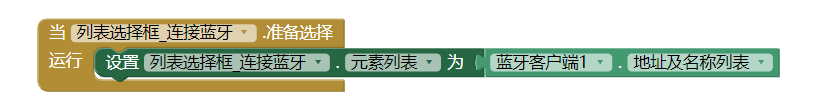 当 列表选择框_连接蓝牙 .准备选择
运行 设置 列表选择框_连接蓝牙 . 元素列表 为 蓝牙客户端1 . 地址及名称列表